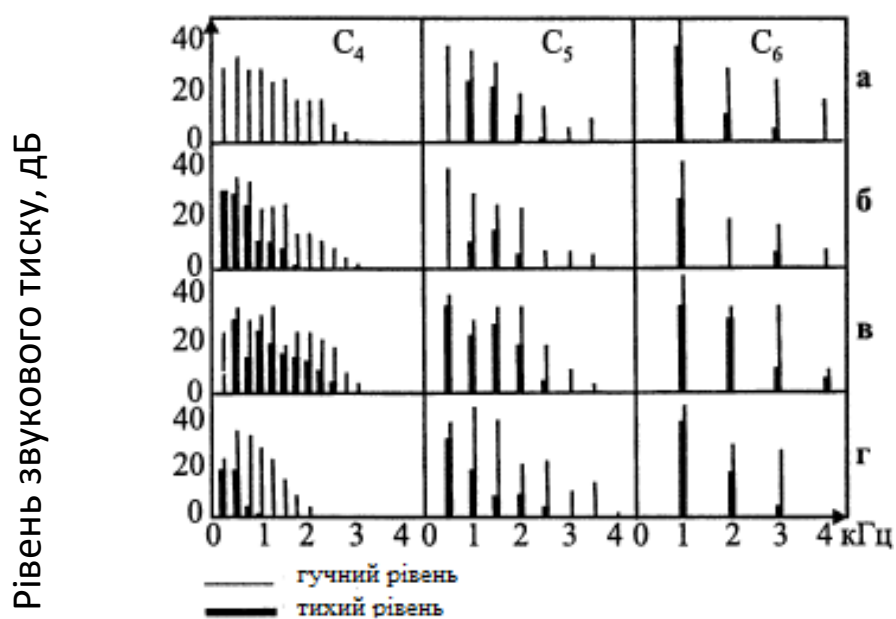 Рівень звукового тиску, дБ
C₄ C₅ C₆
40
20
0
а
40
20
0
б
40
20
0
в
40
20
0
г
0 1 2 3 4 0 1 2 3 4 0 1 2 3 4 кГц
гучний рівень
тихий рівень